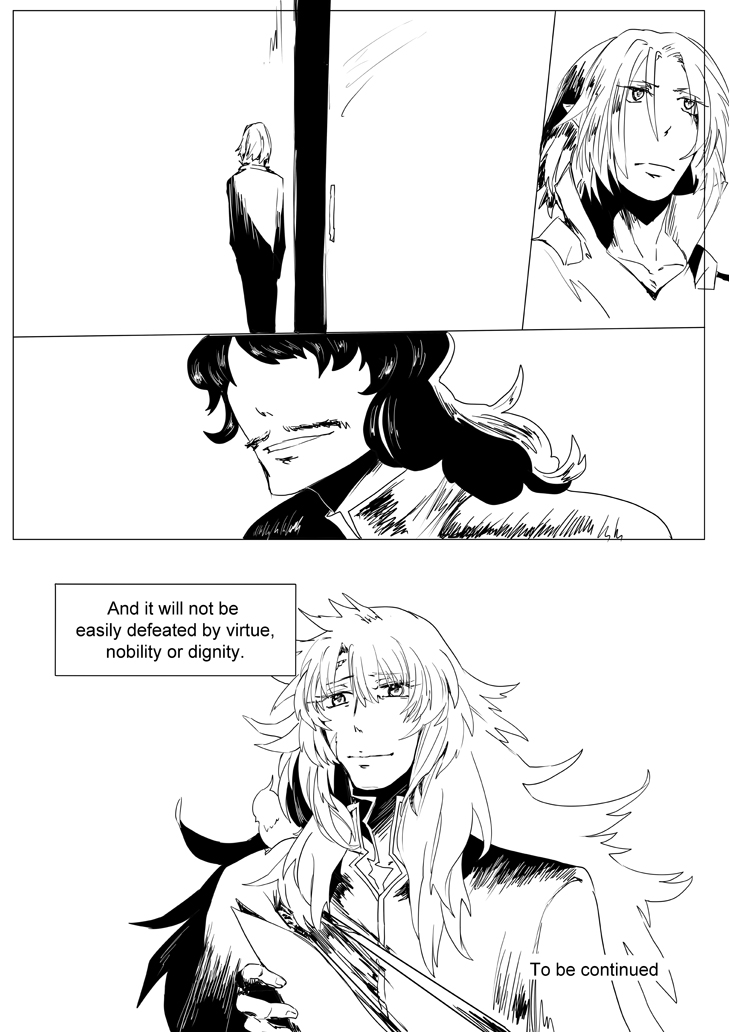 And it will not be
easily defeated by virtue,
nobility or dignity.
To be continued